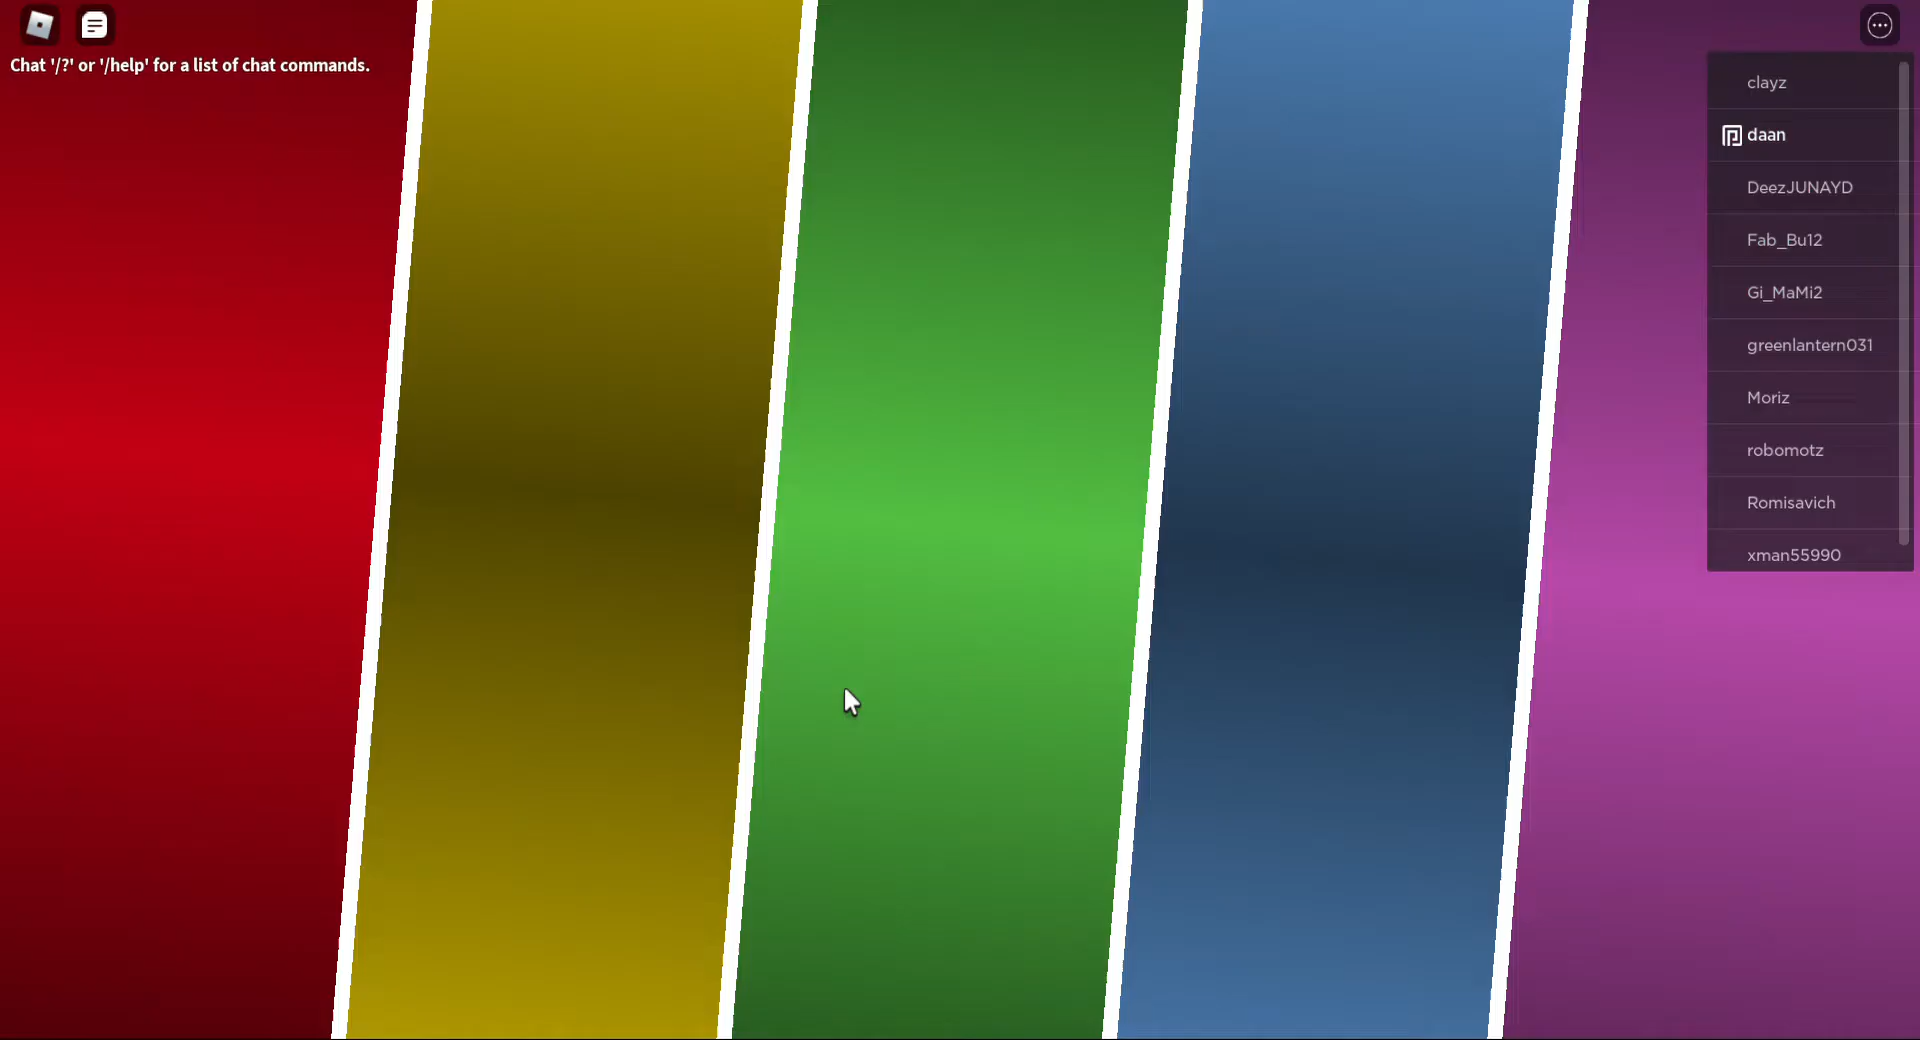 Chat '/?' or '/help' for a list of chat commands.
clayz
daan
DeezJUNAYD
Fab_Bu12
Gi_MaMi2
greenlantern031
Moriz
robomotz
Romisavich
xman55990